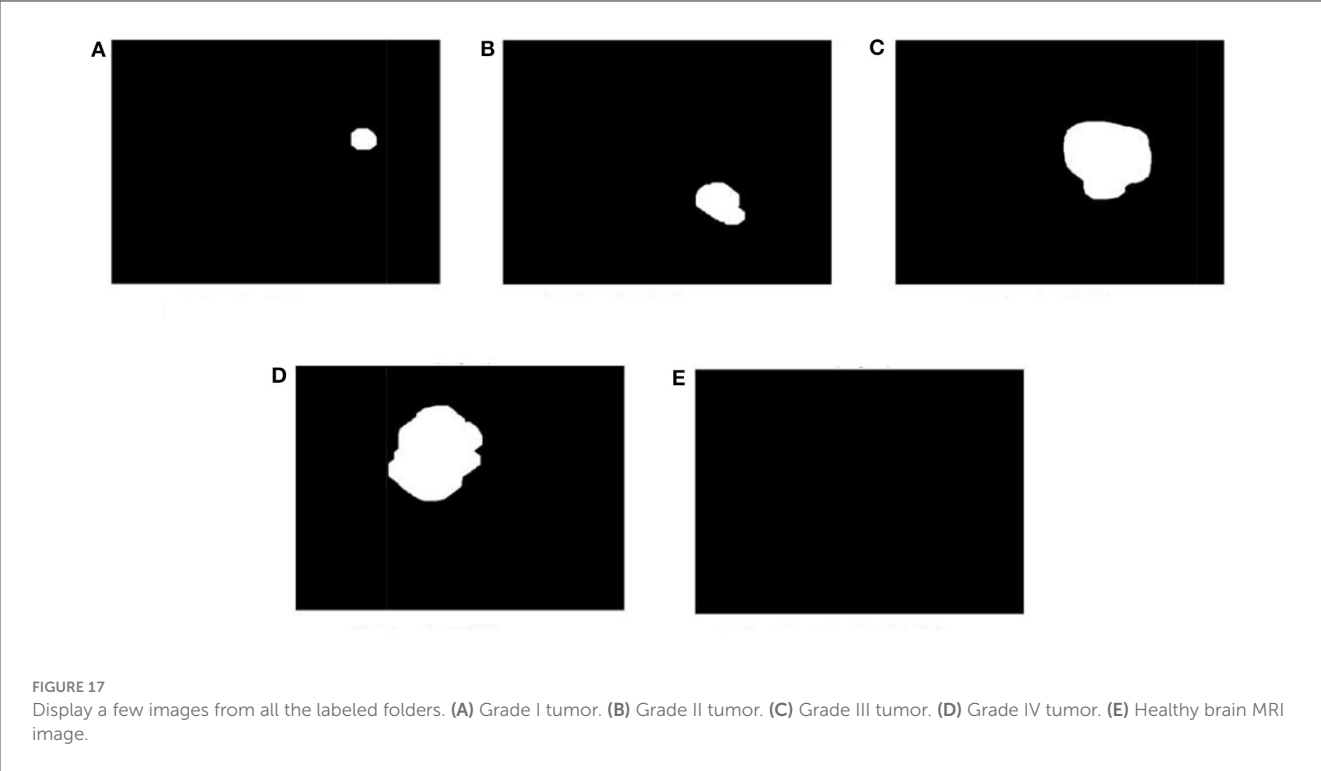 A
B
C
D
E
FIGURE 17
Display a few images from all the labeled folders. (A) Grade I tumor. (B) Grade II tumor. (C) Grade III tumor. (D) Grade IV tumor. (E) Healthy brain MRI
image.